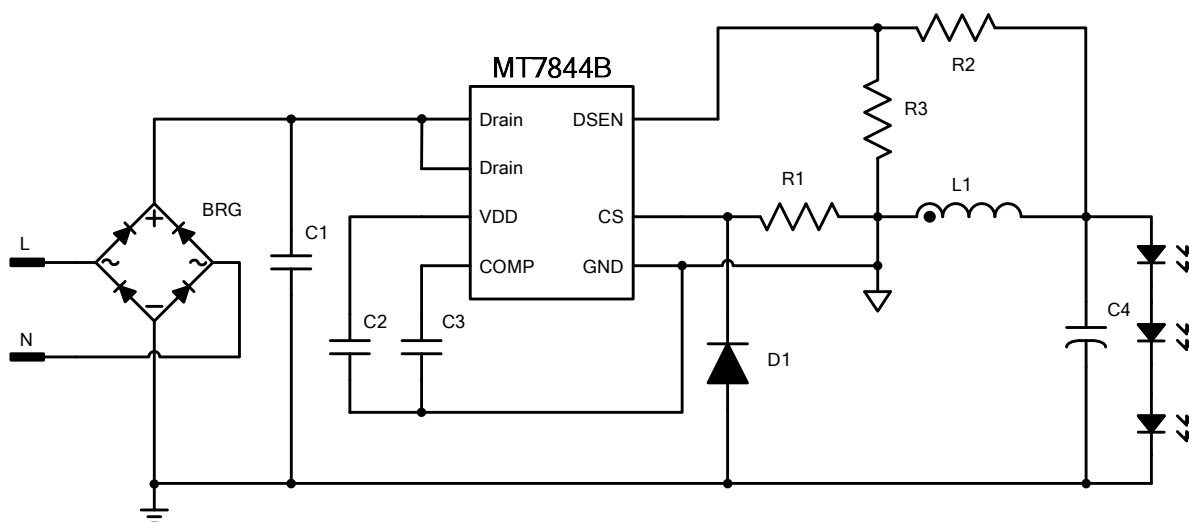 MT7844B
R2
Drain DSEN
R3
Drain
R1
L1
BRG
VDD CS
L
+
C1
~ ~
COMP GND
−
C2 C3
C4
N
D1